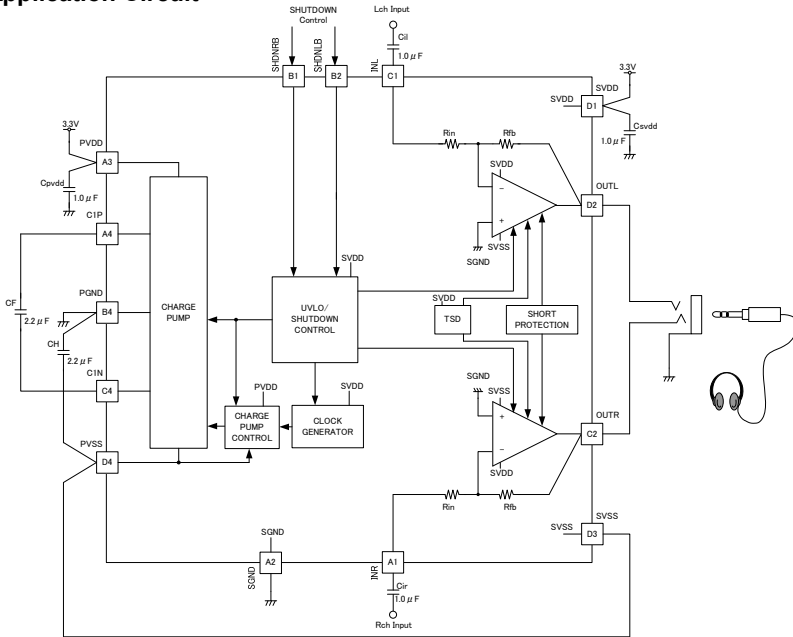 Application Circuit
SHUTDOWN
Control
Lch Input
SHDNRB
SHDNLB
INL
Cil
1.0μF
B1
B2
C1
3.3V
SVDD
SVDD
D1
Csvdd
1.0μF
3.3V
PVDD
A3
Cpvdd
1.0μF
C1P
A4
Rin
Rfb
SVDD
−
+
SVSS
SGND
OUTL
D2
CF
2.2μF
PGND
B4
CH
2.2μF
C1N
C4
CHARGE
PUMP
SVDD
UVLO/
SHUTDOWN
CONTROL
SVDD
TSD
SHORT
PROTECTION
PVDD
CHARGE
PUMP
CONTROL
SVDD
CLOCK
GENERATOR
SGND
SVSS
+
−
SVDD
OUTR
C2
PVSS
D4
Rin
Rfb
SVSS
SVSS
D3
SGND
SGND
A2
INR
A1
Cir
1.0μF
Rch Input